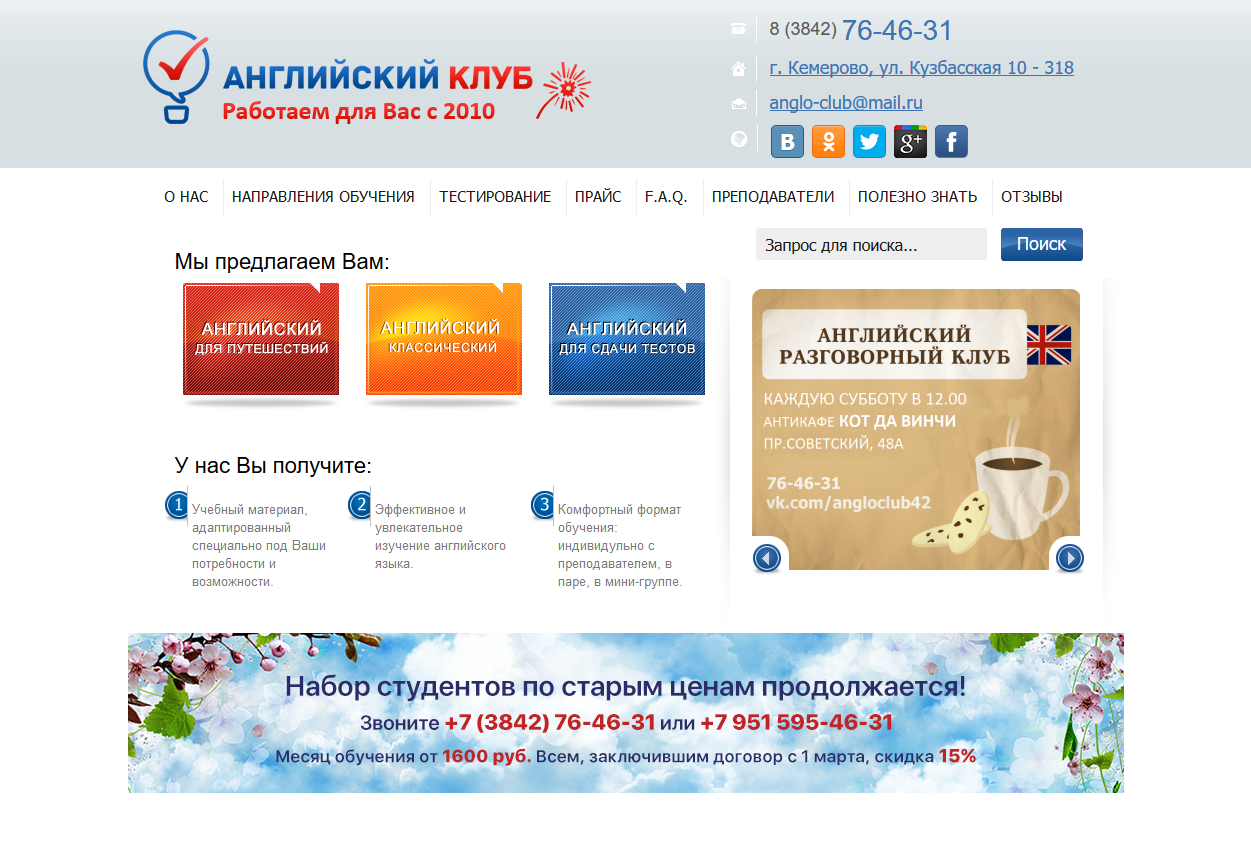 АНГЛИЙСКИЙ КЛУБ
Работаем для Вас с 2010
8 (3842) 76-46-31
г. Кемерово, ул. Кузбасская 10 - 318
anglo-club@mail.ru
О НАС
НАПРАВЛЕНИЯ ОБУЧЕНИЯ
ТЕСТИРОВАНИЕ
ПРАЙС
F.A.Q.
ПРЕПОДАВАТЕЛИ
ПОЛЕЗНО ЗНАТЬ
ОТЗЫВЫ
Запрос для поиска...
Поиск
Мы предлагаем Вам:
АНГЛИЙСКИЙ
ДЛЯ ПУТЕШЕСТВИЙ
АНГЛИЙСКИЙ
КЛАССИЧЕСКИЙ
АНГЛИЙСКИЙ
ДЛЯ СДАЧИ ТЕСТОВ
АНГЛИЙСКИЙ
РАЗГОВОРНЫЙ КЛУБ
КАЖДУЮ СУББОТУ В 12.00
АНТИКАФЕ КОТ ДА ВИНЧИ
ПР.СОВЕТСКИЙ, 48А
76-46-31
vk.com/angloclub42
У нас Вы получите:
1
Учебный материал,
адаптированный
специально под Ваши
потребности и
возможности.
2
Эффективное и
увлекательное
изучение английского
языка.
3
Комфортный формат
обучения:
индивидульно с
преподавателем, в
паре, в мини-группе.
Набор студентов по старым ценам продолжается!
Звоните +7 (3842) 76-46-31 или +7 951 595-46-31
Месяц обучения от 1600 руб. Всем, заключившим договор с 1 марта, скидка 15%